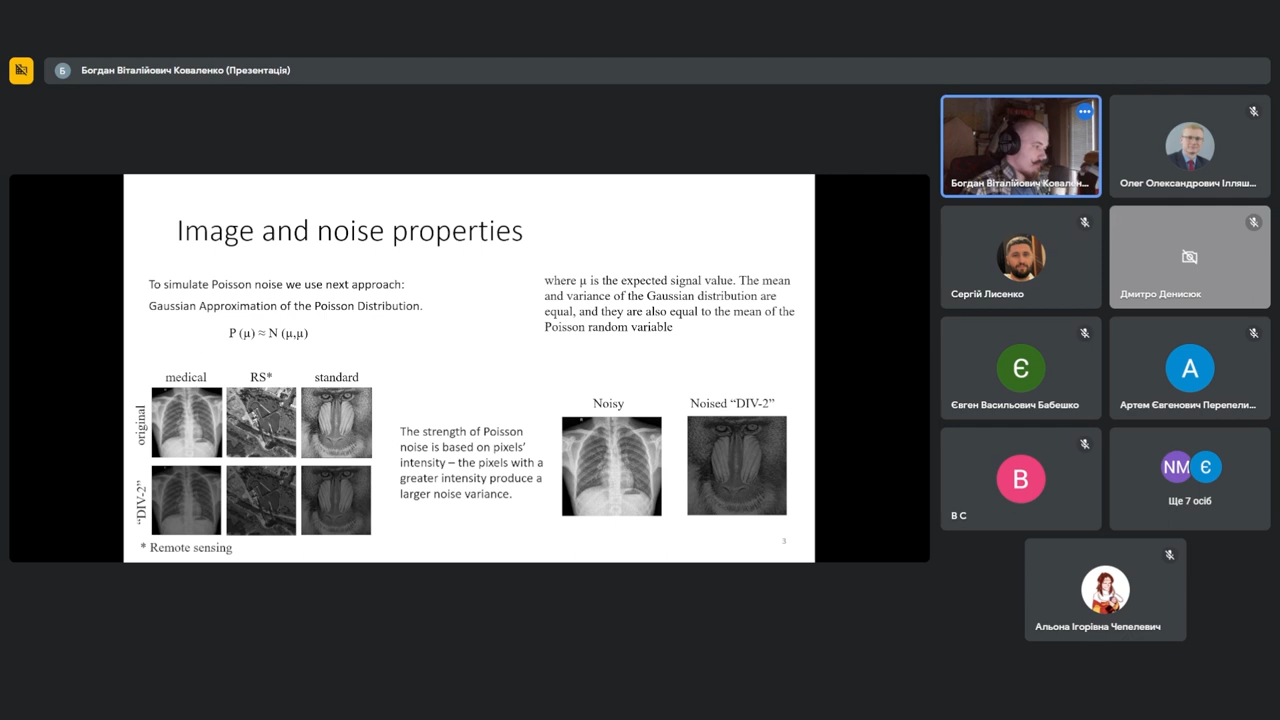 Б
Богдан Віталійович Коваленко (Презентація)
Image and noise properties
To simulate Poisson noise we use next approach:
Gaussian Approximation of the Poisson Distribution.
P (μ) ≈ N (μ,μ)
where μ is the expected signal value. The mean
and variance of the Gaussian distribution are
equal, and they are also equal to the mean of the
Poisson random variable
medical RS* standard
original
"DIV-2"
* Remote sensing
The strength of Poisson
noise is based on pixels'
intensity – the pixels with a
greater intensity produce a
larger noise variance.
Noisy
Noised “DIV-2”
3
Богдан Віталійович Ковален...
Олег Олександрович Ілляш...
Сергій Лисенко
Дмитро Денисюк
Є
Євген Васильович Бабешко
А
Артем Євгенович Перепели...
В
В С
NM Є
Ще 7 осіб
Альона Ігорівна Чепелевич